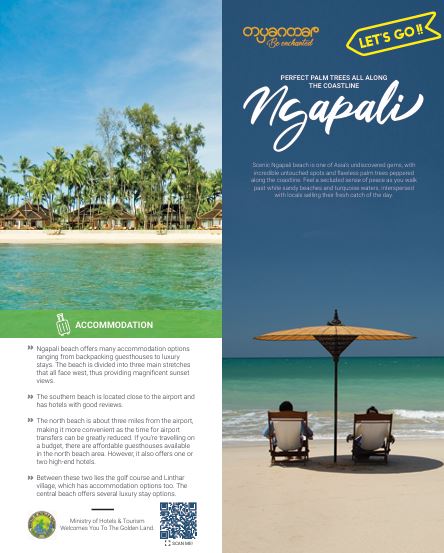 ACCOMMODATION
Ngapali beach offers many accommodation options
ranging from backpacking guesthouses to luxury
stays. The beach is divided into three main stretches
that all face west, thus providing magnificent sunset
views.
The southern beach is located close to the airport and
has hotels with good reviews.
The north beach is about three miles from the airport,
making it more convenient as the time for airport
transfers can be greatly reduced. If you're travelling on
a budget, there are affordable guesthouses available
in the north beach area. However, it also offers one or
two high-end hotels.
Between these two lies the golf course and Linthar
village, which has accommodation options too. The
central beach offers several luxury stay options.
Ministry of Hotels & Tourism
Welcomes You To The Golden Land.
SCAN ME!
myanmar
Be enchanted
LET'S GO!!
PERFECT PALM TREES ALL ALONG
THE COASTLINE
Ngapali
Scenic Ngapali beach is one of Asia's undiscovered gems, with
incredible untouched spots and flawless palm trees peppered
along the coastline. Feel a secluded sense of peace as you walk
past white sandy beaches and turquoise waters, interspersed
with locals selling their fresh catch of the day.